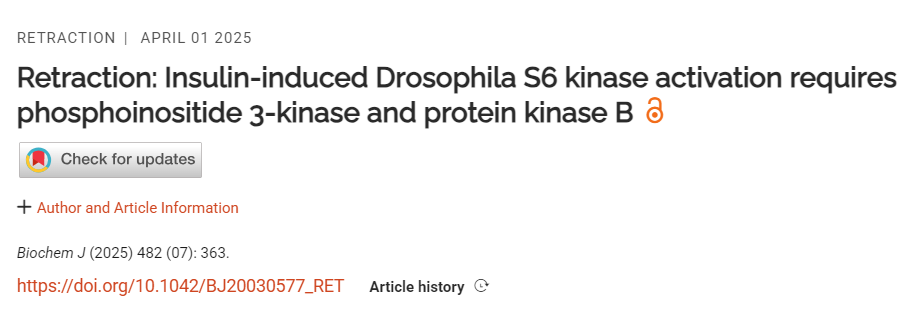 RETRACTION | APRIL 01 2025
Retraction: Insulin-induced Drosophila S6 kinase activation requires
phosphoinositide 3-kinase and protein kinase B
Check for updates
+ Author and Article Information
Biochem J (2025) 482 (07): 363.
https://doi.org/10.1042/BJ20030577_RET Article history